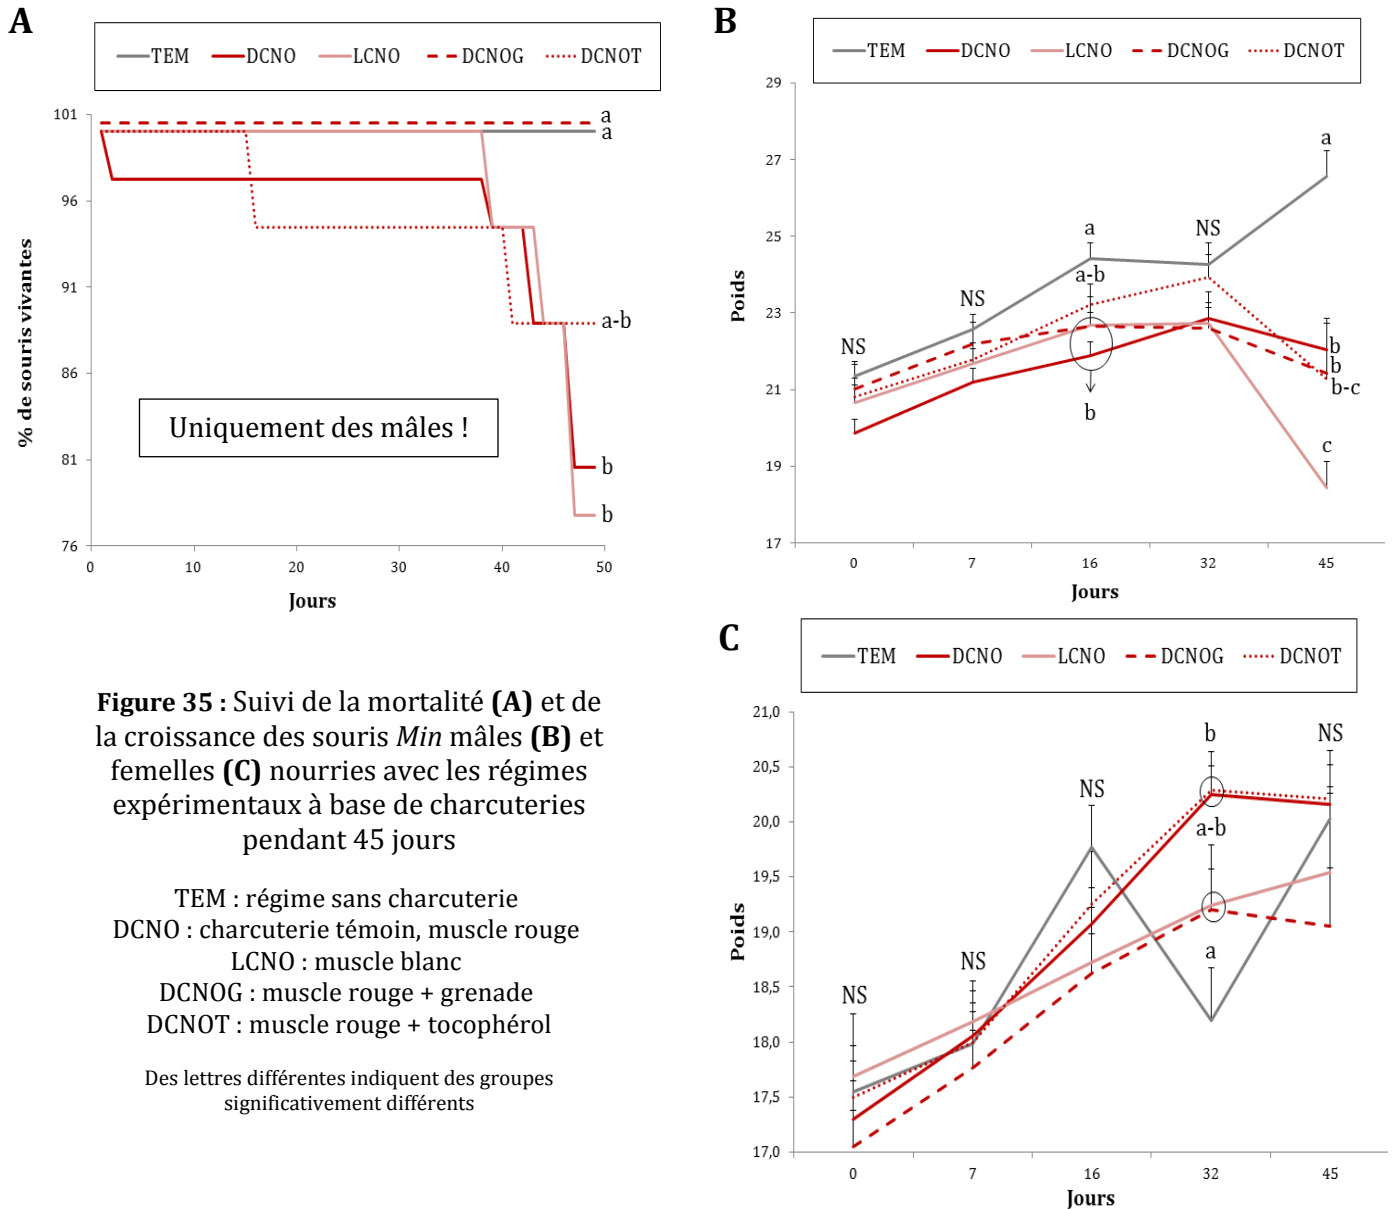 A
TEM DCNO LCNO DCNOG DCNOT
101
96
91
86
81
76
% de souris vivantes
a
a
a-b
b
b
Uniquement des mâles !
0 10 20 30 40 50
Jours
B
TEM DCNO LCNO DCNOG DCNOT
29
27
25
23
21
19
17
Poids
NS
NS
a
a-b
b
NS
a
b
b
b-c
c
0 7 16 32 45
Jours
Figure 35 : Suivi de la mortalité (A) et de
la croissance des souris Min mâles (B) et
femelles (C) nourries avec les régimes
expérimentaux à base de charcuteries
pendant 45 jours
TEM : régime sans charcuterie
DCNO : charcuterie témoin, muscle rouge
LCNO : muscle blanc
DCNOG : muscle rouge + grenade
DCNOT : muscle rouge + tocophérol
Des lettres différentes indiquent des groupes
significativement différents
C
TEM DCNO LCNO DCNOG DCNOT
21,0
20,5
20,0
19,5
19,0
18,5
18,0
17,5
17,0
Poids
NS
NS
NS
b
a-b
a
NS
0 7 16 32 45
Jours